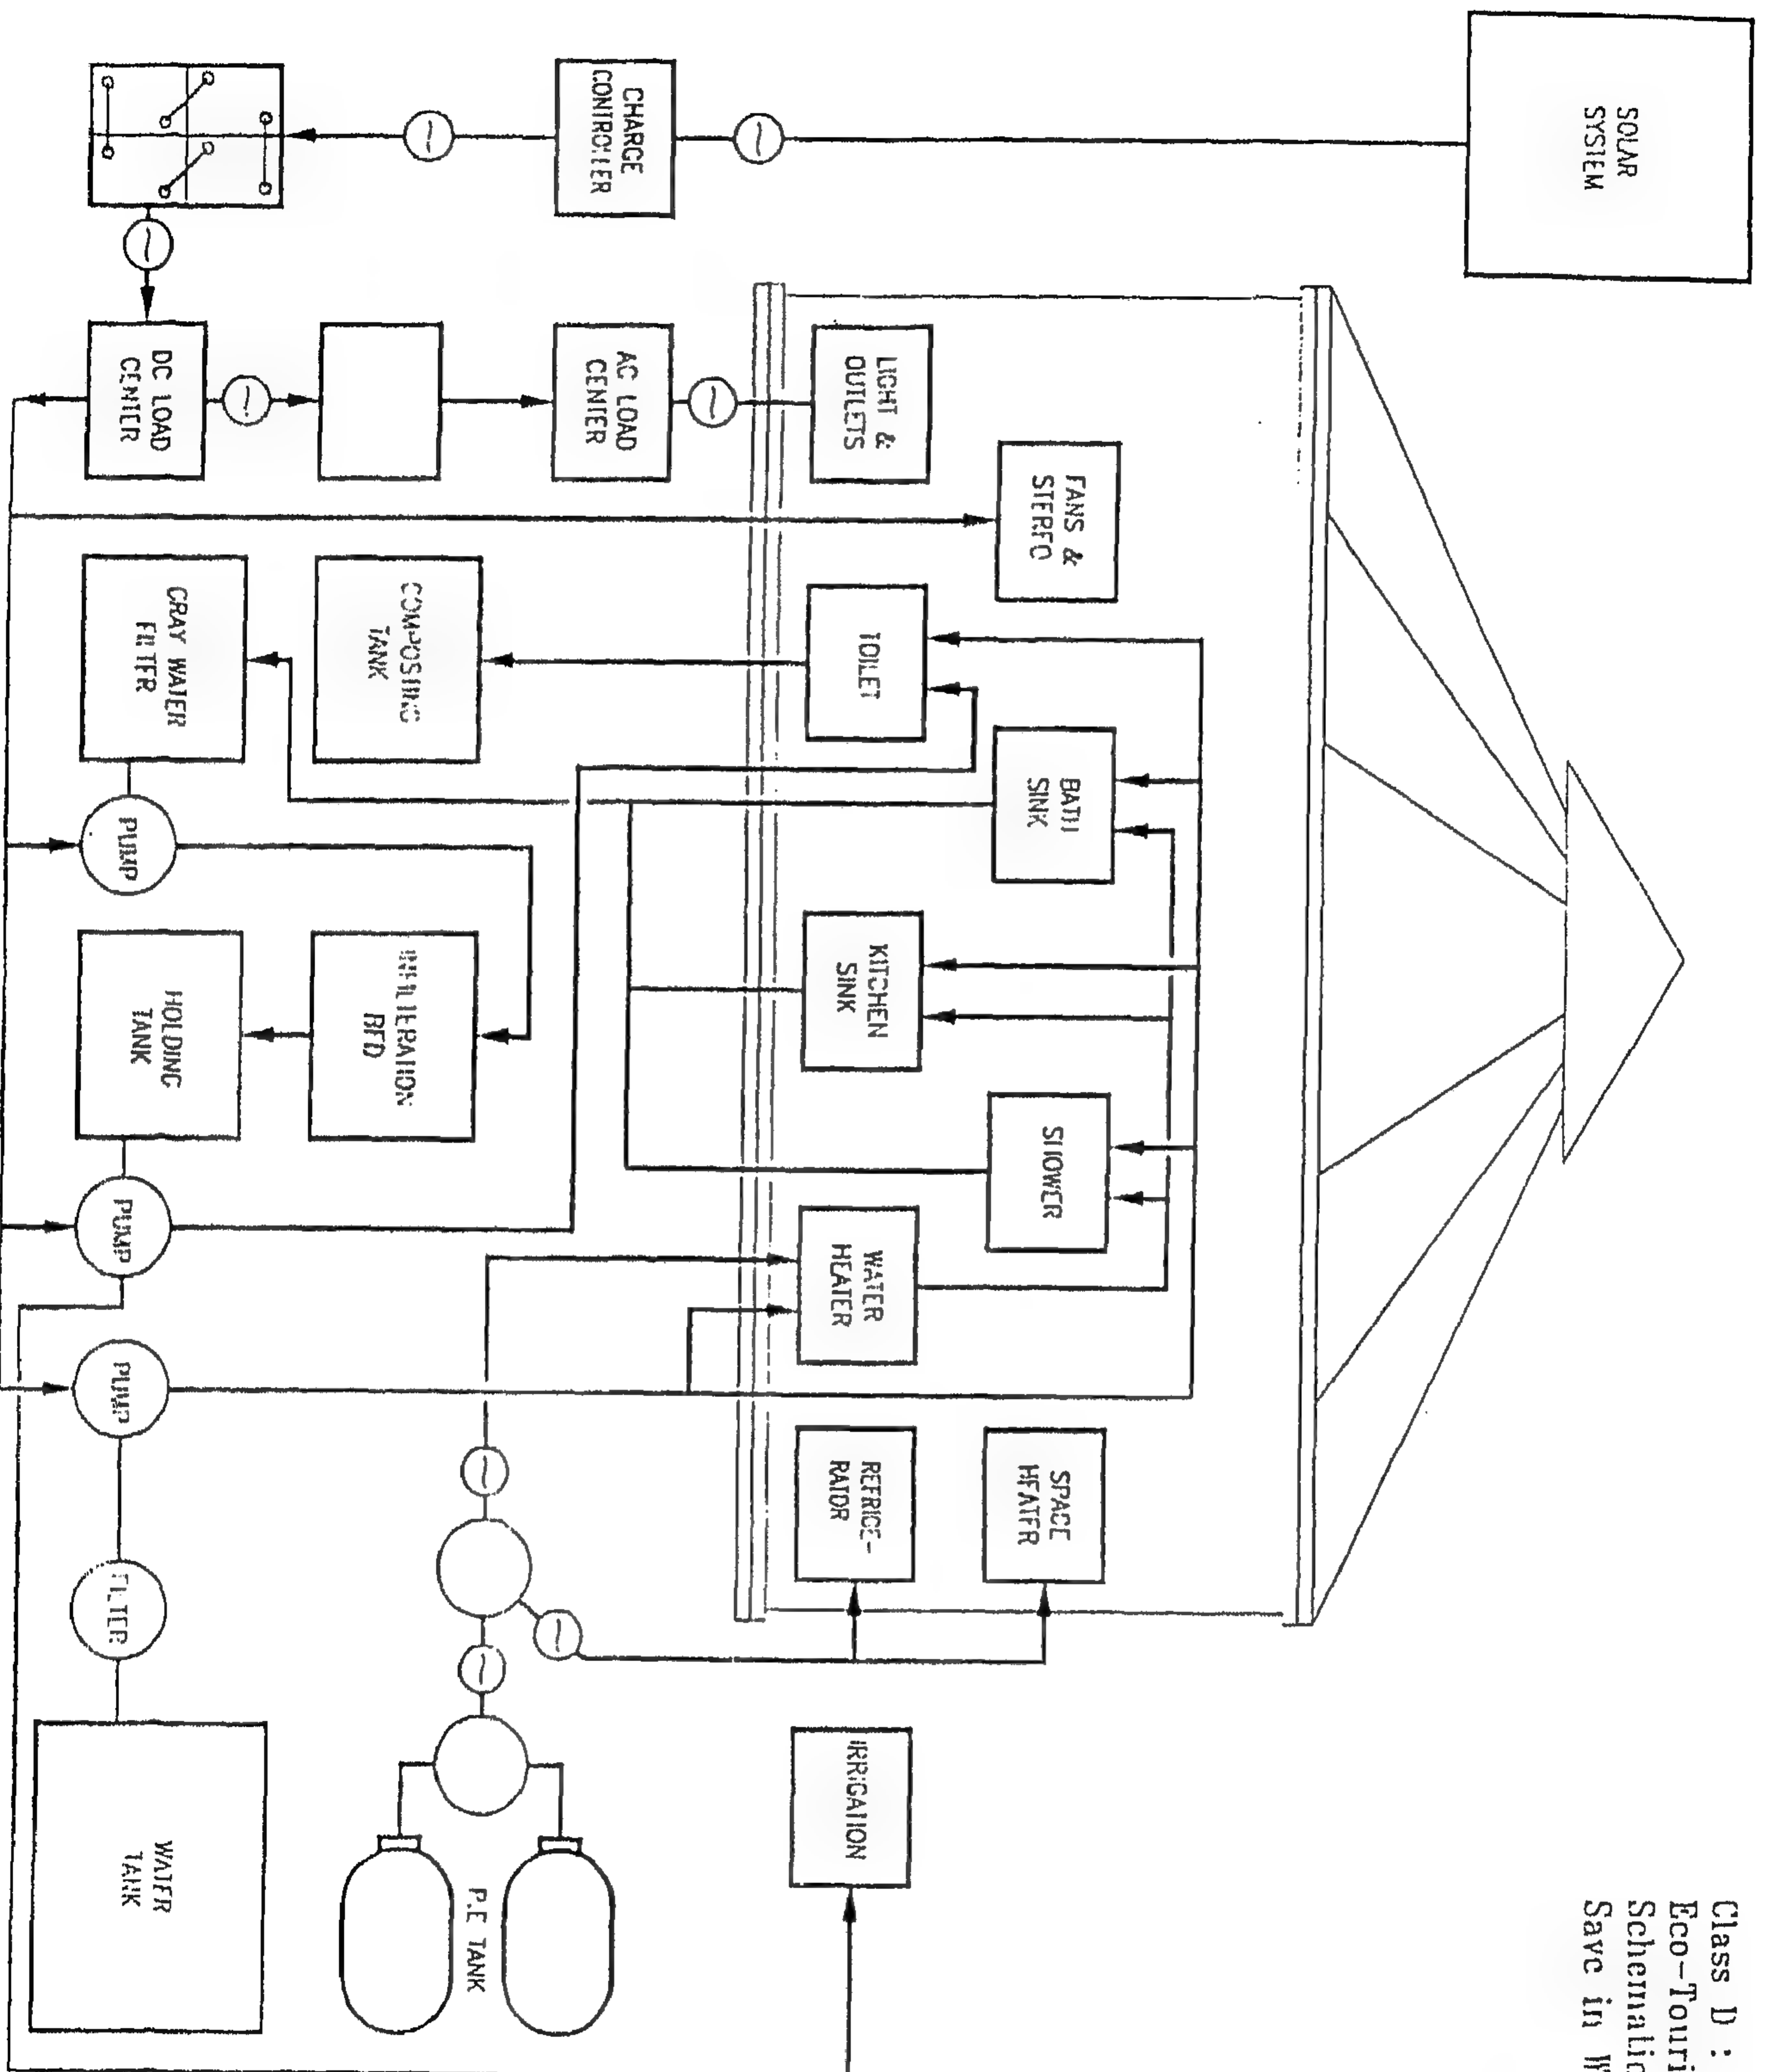 Class D :
Eco-Touri
Schematic
Save in W
SOLAR
SYSTEM
CHARGE
CONTROLLER
LIGHT &
OUTLETS
AC LOAD
CENTER
DC LOAD
CENTER
FANS &
STEREO
TOILET
COMPOSTING
TANK
GRAY WATER
FILTER
BATH
SINK
PUMP
KITCHEN
SINK
INFILTERATION
BED
HOLDING
TANK
SHOWER
PUMP
WATER
HEATER
PUMP
SPACE
HEATER
REFRIGE-
RATOR
FILTER
IRRIGATION
P.E TANK
WATER
TANK